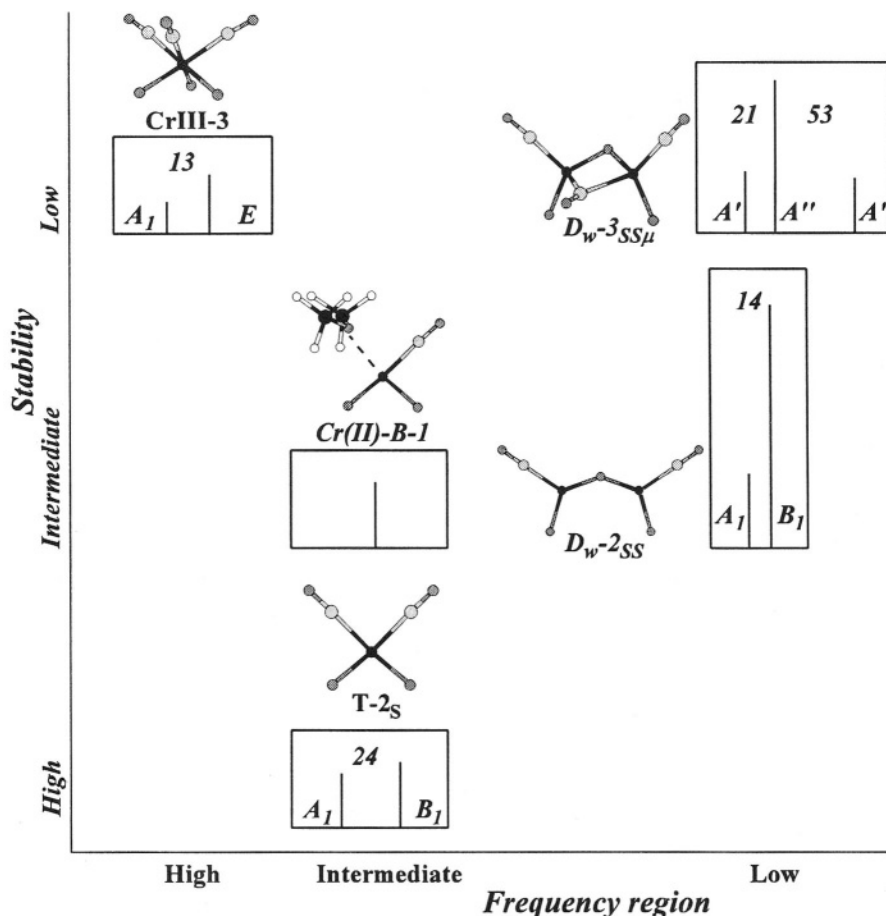 CrIII-3
13
A1 E
21 53
A' A'' A'
Dw-3SSμ
Low
14
A1 B1
Cr(II)-B-1
Dw-2SS
Stability
Intermediate
T-2S
24
A1 B1
High
High Intermediate Low
Frequency region